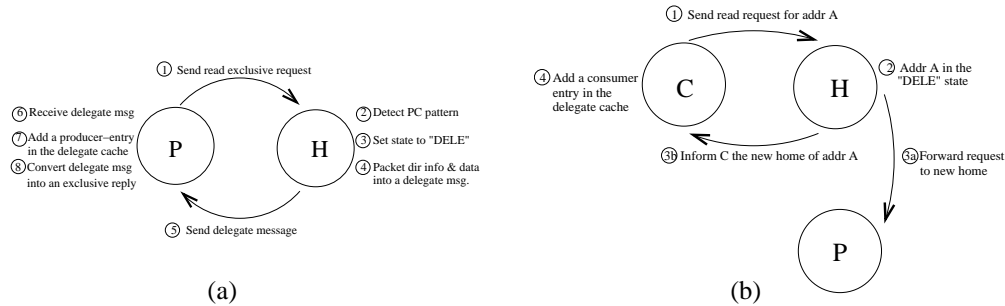 ① Send read exclusive request
⑥ Receive delegate msg
⑦ Add a producer–entry
in the delegate cache
⑧ Convert delegate msg
into an exclusive reply
P
H
② Detect PC pattern
③ Set state to "DELE"
④ Packet dir info & data
into a delegate msg.
⑤ Send delegate message
(a)
① Send read request for addr A
④ Add a consumer
entry in the
delegate cache
C
H
② Addr A in the
"DELE" state
3b Inform C the new home of addr A
3a Forward request
to new home
P
(b)